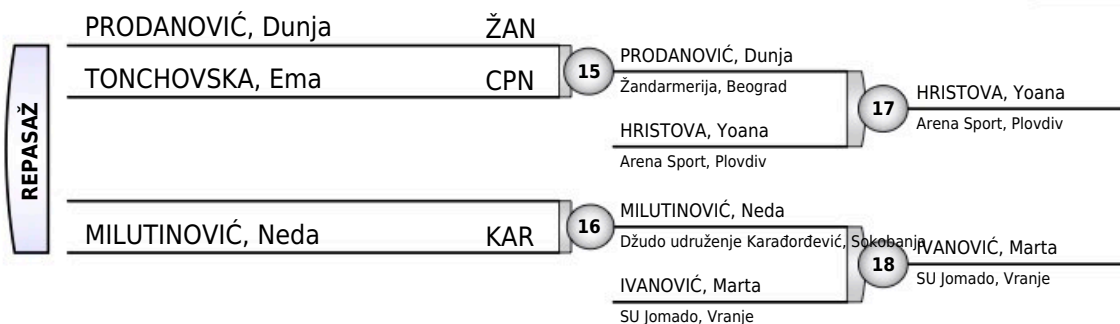 REPASAŽ
PRODANOVIĆ, Dunja ŽAN
TONCHOVSKA, Ema CPN
15
PRODANOVIĆ, Dunja
Žandarmerija, Beograd
HRISTOVA, Yoana
Arena Sport, Plovdiv
17
HRISTOVA, Yoana
Arena Sport, Plovdiv
MILUTINOVIĆ, Neda KAR
16
MILUTINOVIĆ, Neda
Džudo udruženje Karađorđević, Sokobanja
IVANOVIĆ, Marta
SU Jomado, Vranje
18
IVANOVIĆ, Marta
SU Jomado, Vranje